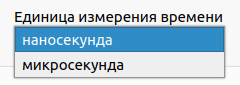 Единица измерения времени
наносекунда
микросекунда